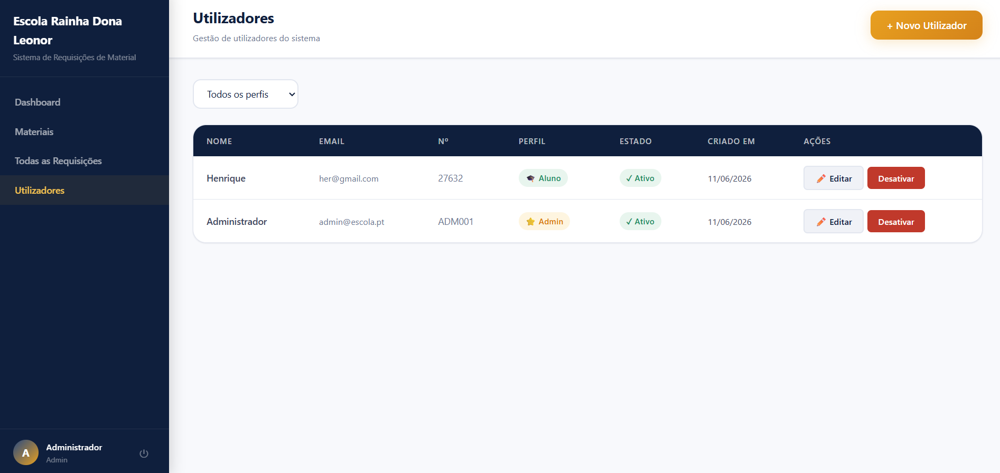 Escola Rainha Dona
Leonor
Sistema de Requisições de Material
Dashboard
Materiais
Todas as Requisições
Utilizadores
A
Administrador
Admin
Utilizadores
Gestão de utilizadores do sistema
+ Novo Utilizador
Todos os perfis
NOME EMAIL Nº PERFIL ESTADO CRIADO EM AÇÕES
Henrique her@gmail.com 27632 Aluno ✓ Ativo 11/06/2026 Editar Desativar
Administrador admin@escola.pt ADM001 Admin ✓ Ativo 11/06/2026 Editar Desativar